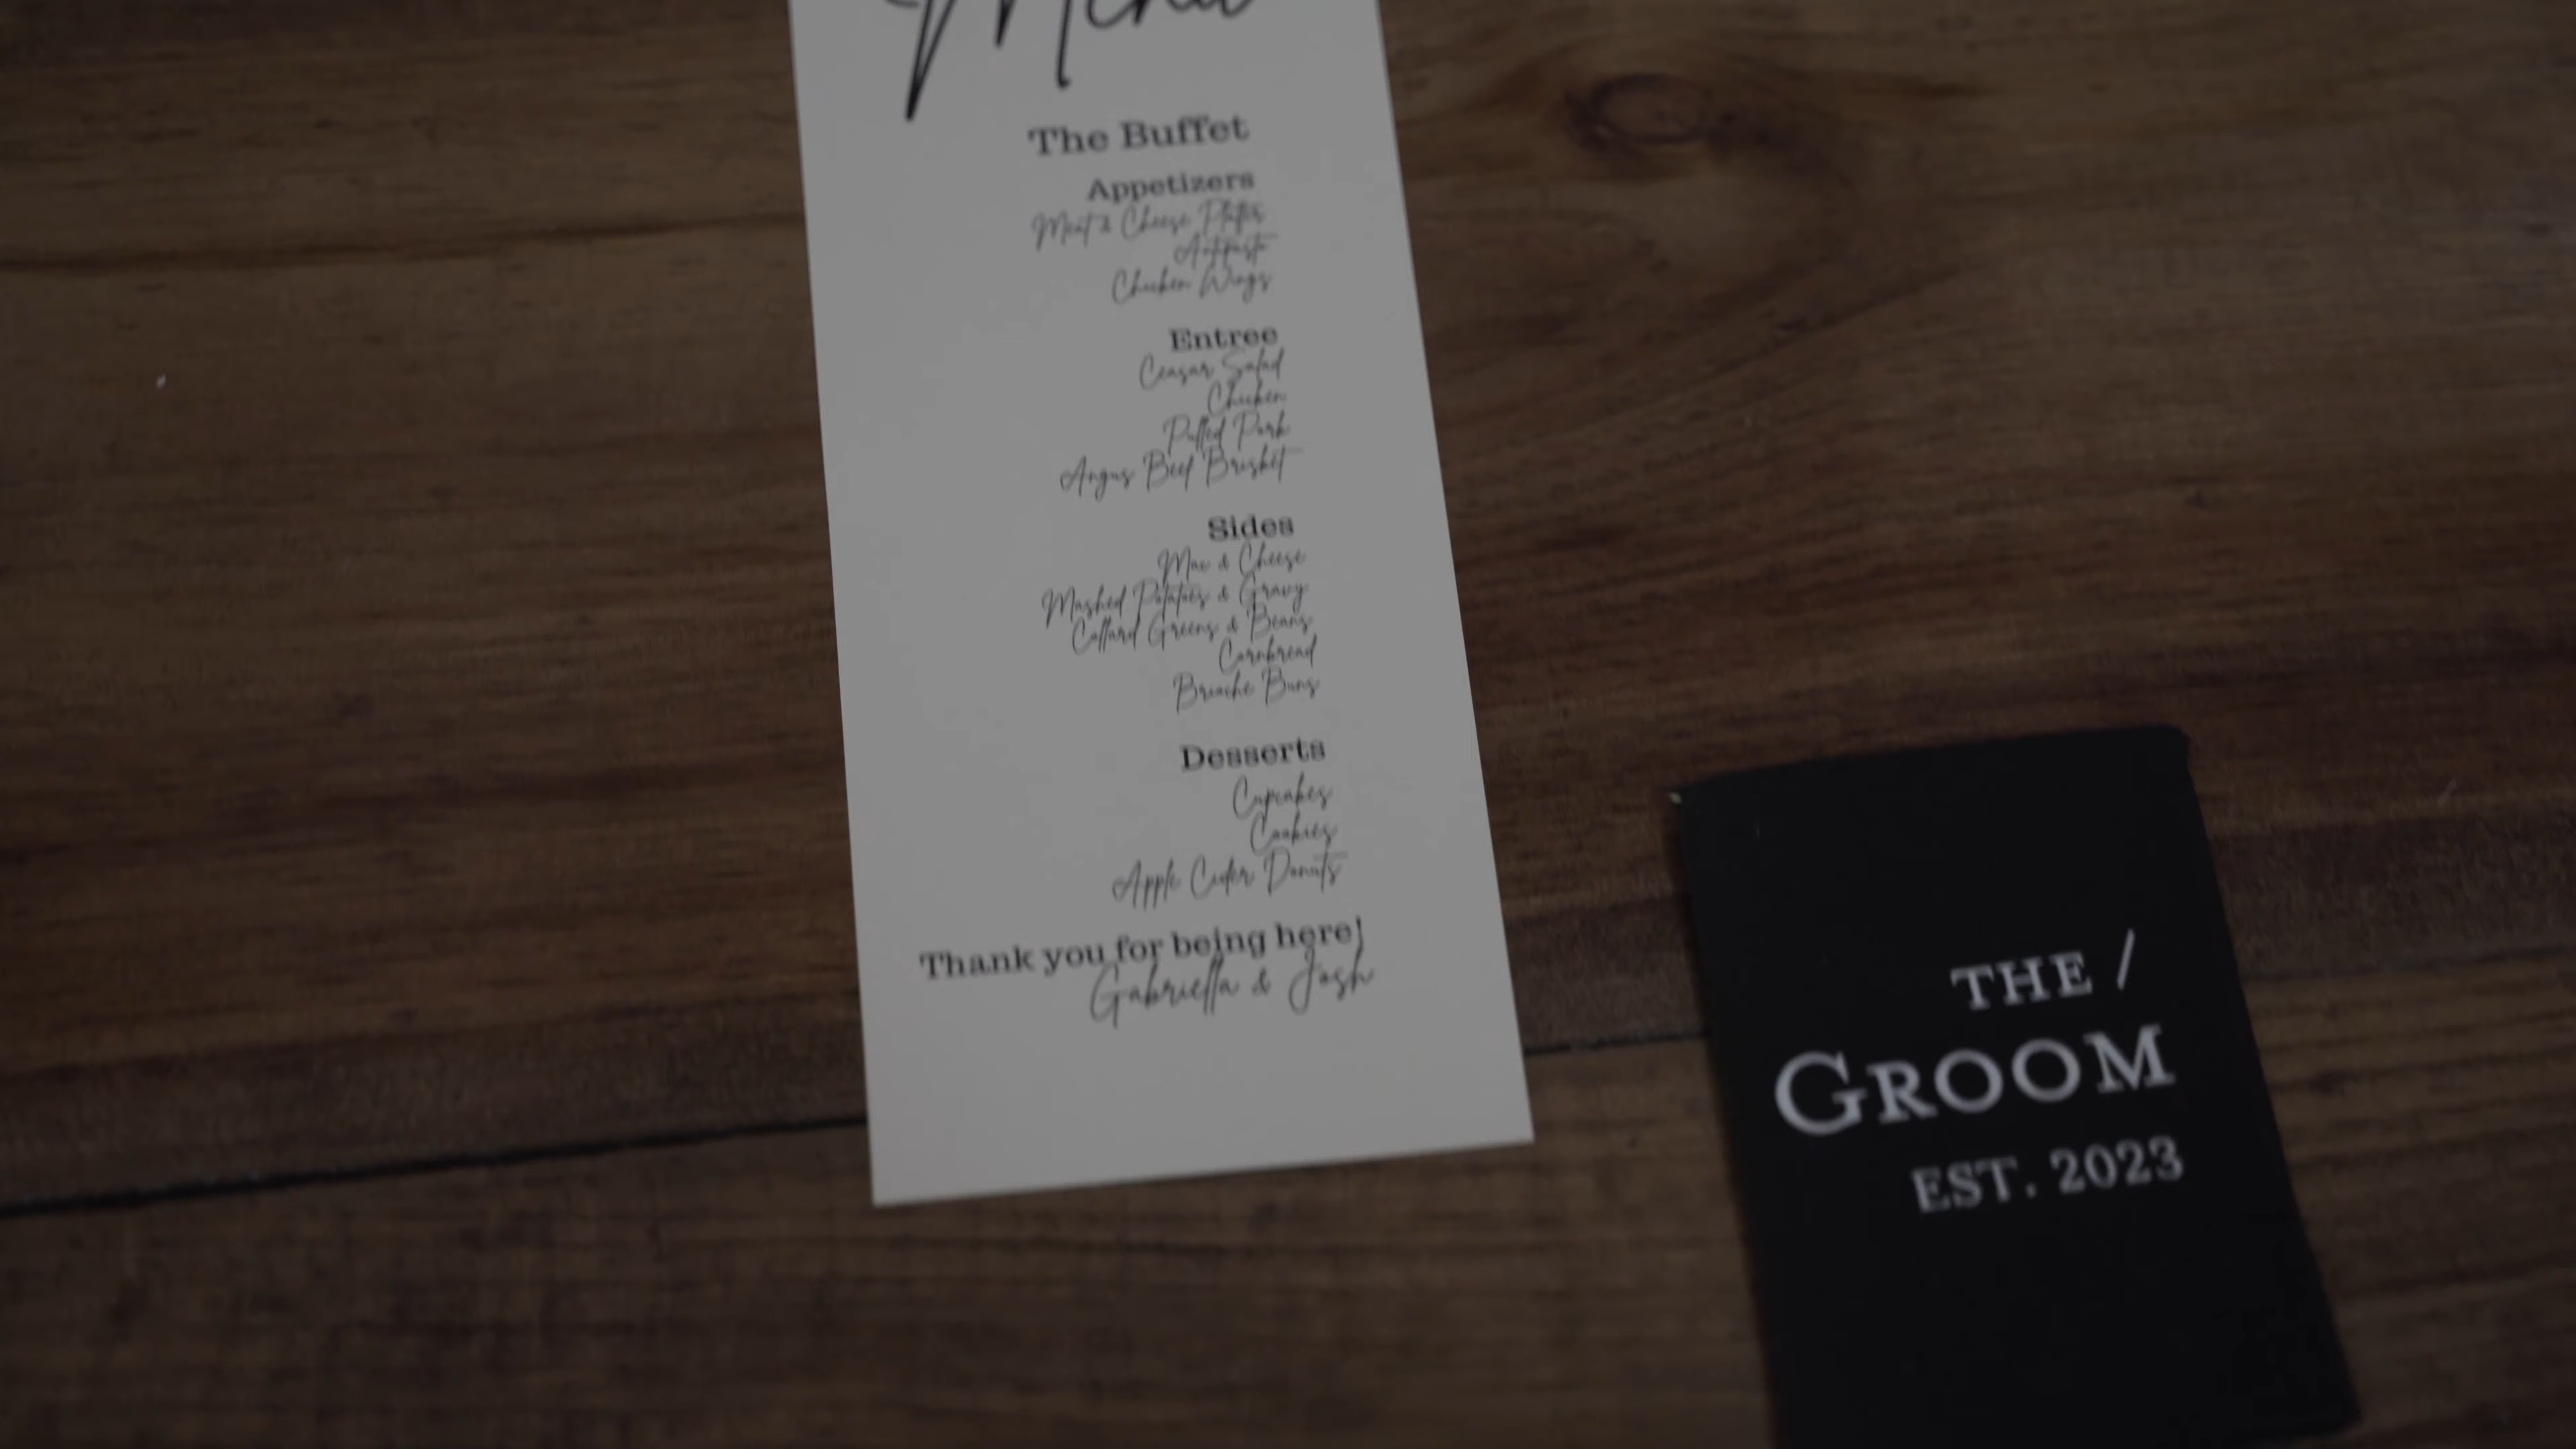 Menu
The Buffet
Appetizers
Meat & Cheese Platter
Antipasto
Chicken Wings
Entree
Ceasar Salad
Chicken
Pulled Pork
Angus Beef Brisket
Sides
Mac & Cheese
Mashed Potatoes & Gravy
Collard Greens & Beans
Cornbread
Brioche Buns
Desserts
Cupcakes
Cookies
Apple Cider Donuts
Thank you for being here!
Gabriella & Josh
THE /
GROOM
EST. 2023